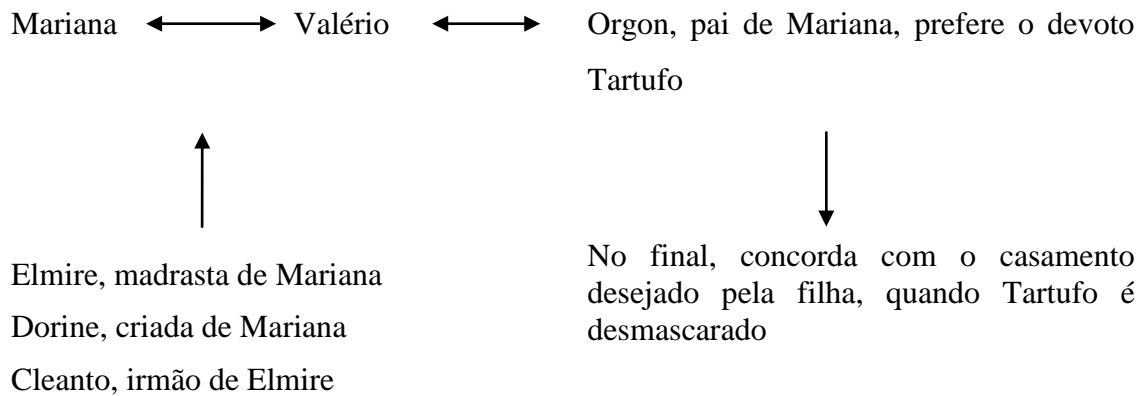 Mariana Valério Orgon, pai de Mariana, prefere o devoto
Tartufo
Elmire, madrasta de Mariana
Dorine, criada de Mariana
Cleanto, irmão de Elmire
No final, concorda com o casamento
desejado pela filha, quando Tartufo é
desmascarado